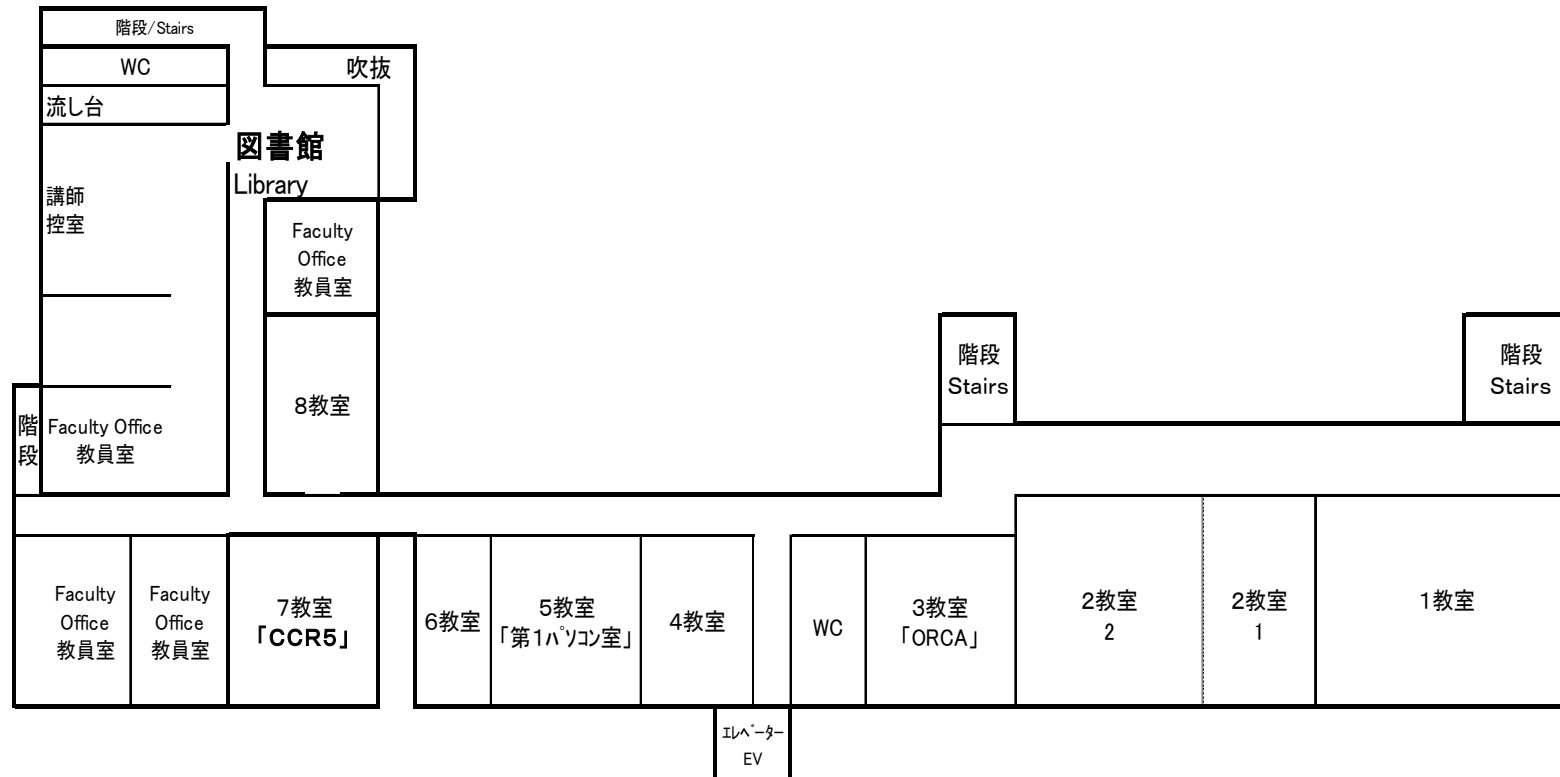 階段/Stairs
WC
吹抜
流し台
図書館
Library
講師
控室
Faculty
Office
教員室
階段
Stairs
階段
Stairs
8教室
階
段
Faculty Office
教員室
Faculty
Office
教員室
Faculty
Office
教員室
7教室
「CCR5」
6教室
5教室
「第1パソコン室」
4教室
WC
3教室
「ORCA」
2教室
2
2教室
1
1教室
エレベーター
EV